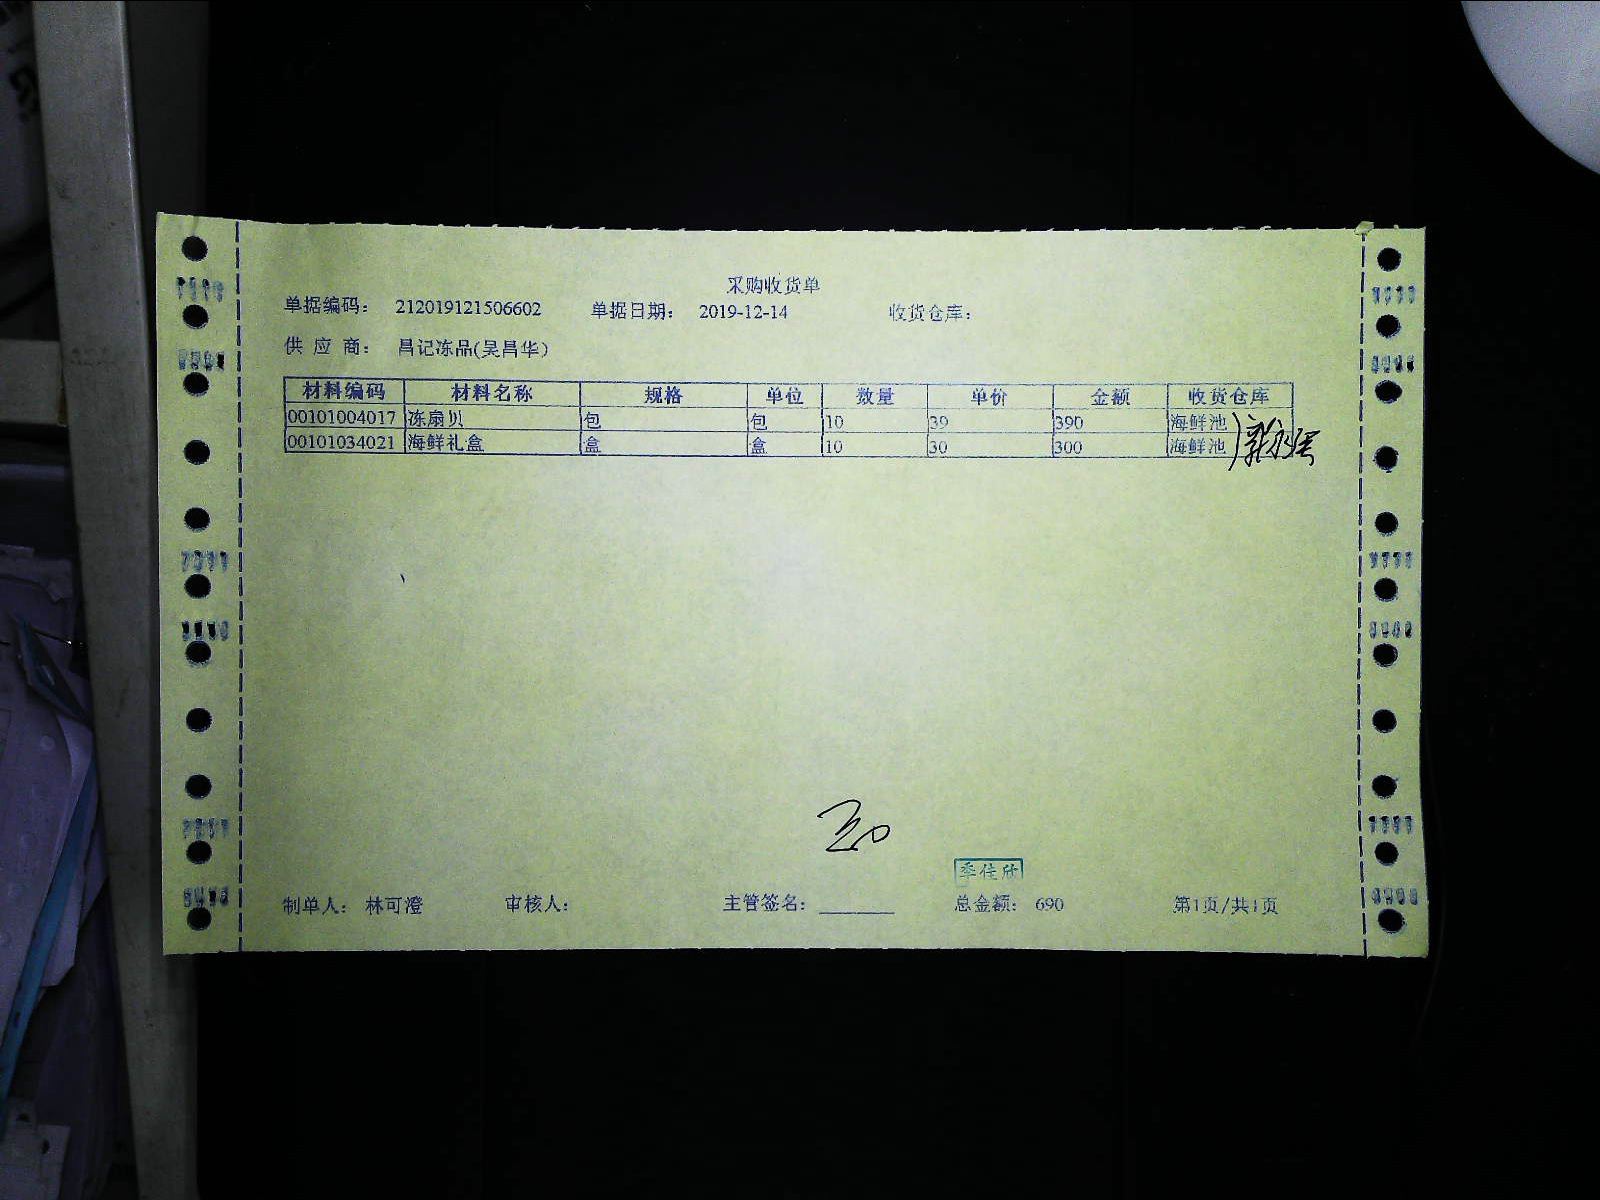 采购收货单
单据编码： 212019121506602 单据日期： 2019-12-14 收货仓库：
供 应 商： 昌记冻品(吴昌华)
材料编码 材料名称 规格 单位 数量 单价 金额 收货仓库
00101004017 冻扇贝 包 包 10 39 390 海鲜池
00101034021 海鲜礼盒 盒 盒 10 30 300 海鲜池
季佳欣
制单人： 林可澄 审核人： 主管签名： 总金额： 690 第1页/共1页